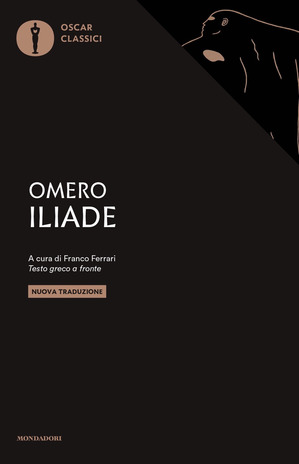 OSCAR
CLASSICI
OMERO
ILIADE
A cura di Franco Ferrari
Testo greco a fronte
NUOVA TRADUZIONE
MONDADORI